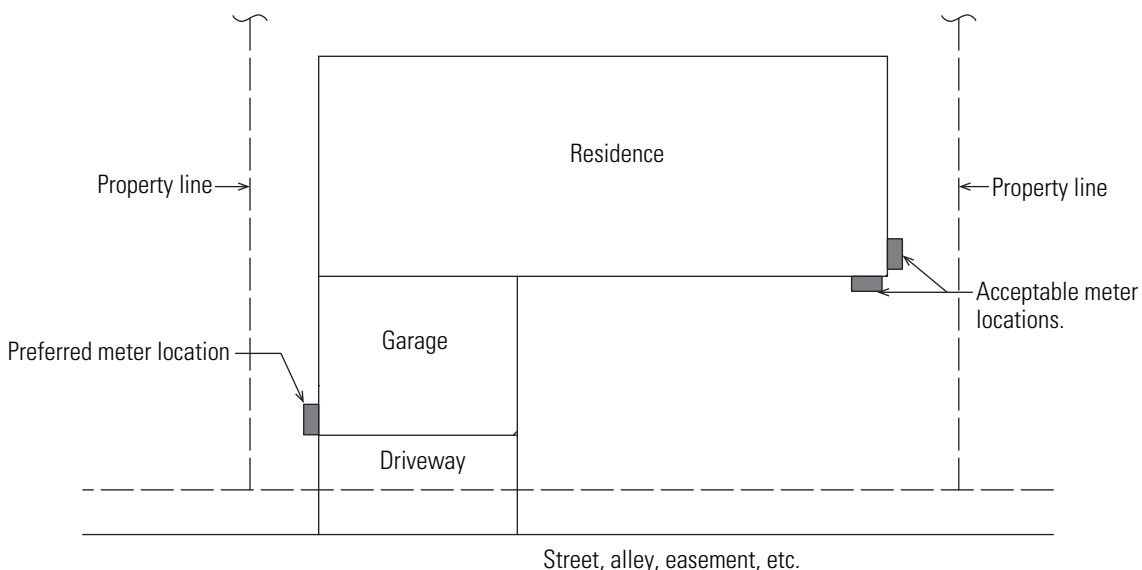 Residence
Property line
Property line
Acceptable meter
locations.
Garage
Preferred meter location
Driveway
Street, alley, easement, etc.